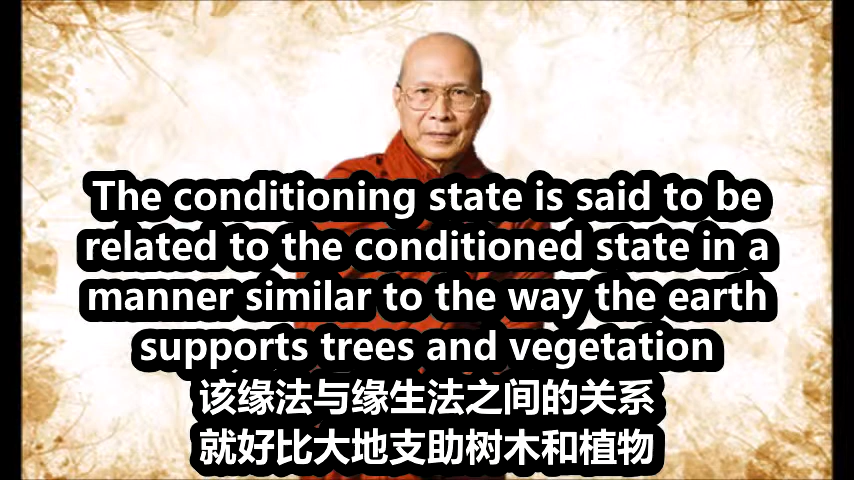 The conditioning state is said to be
related to the conditioned state in a
manner similar to the way the earth
supports trees and vegetation
该缘法与缘生法之间的关系
就好比大地支助树木和植物